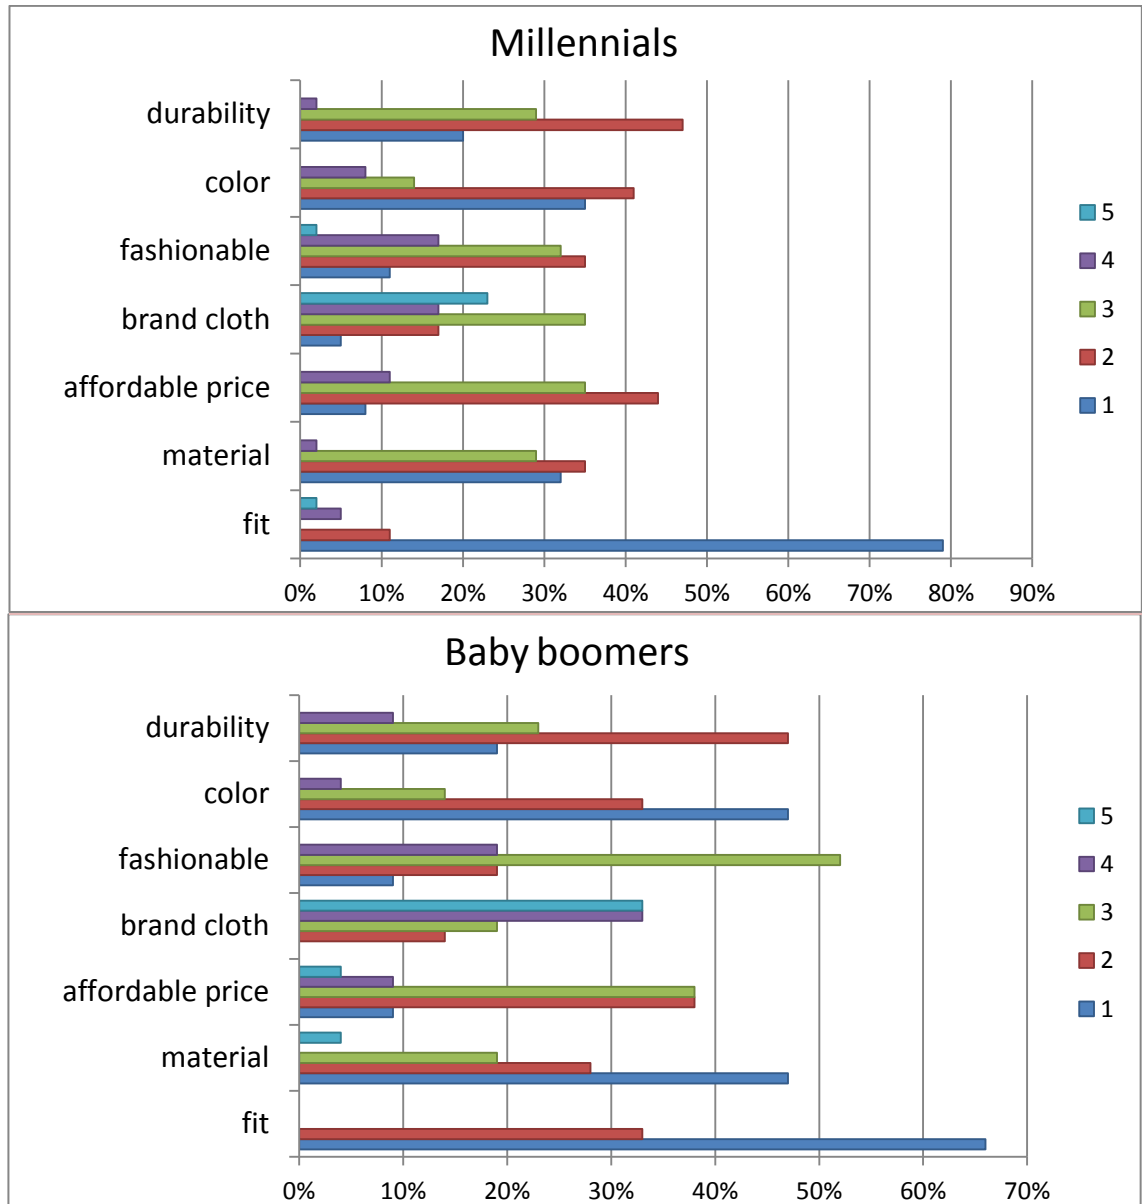 Millennials
durability
color
fashionable
brand cloth
affordable price
material
fit
5
4
3
2
1
0% 10% 20% 30% 40% 50% 60% 70% 80% 90%
Baby boomers
durability
color
fashionable
brand cloth
affordable price
material
fit
5
4
3
2
1
0% 10% 20% 30% 40% 50% 60% 70%